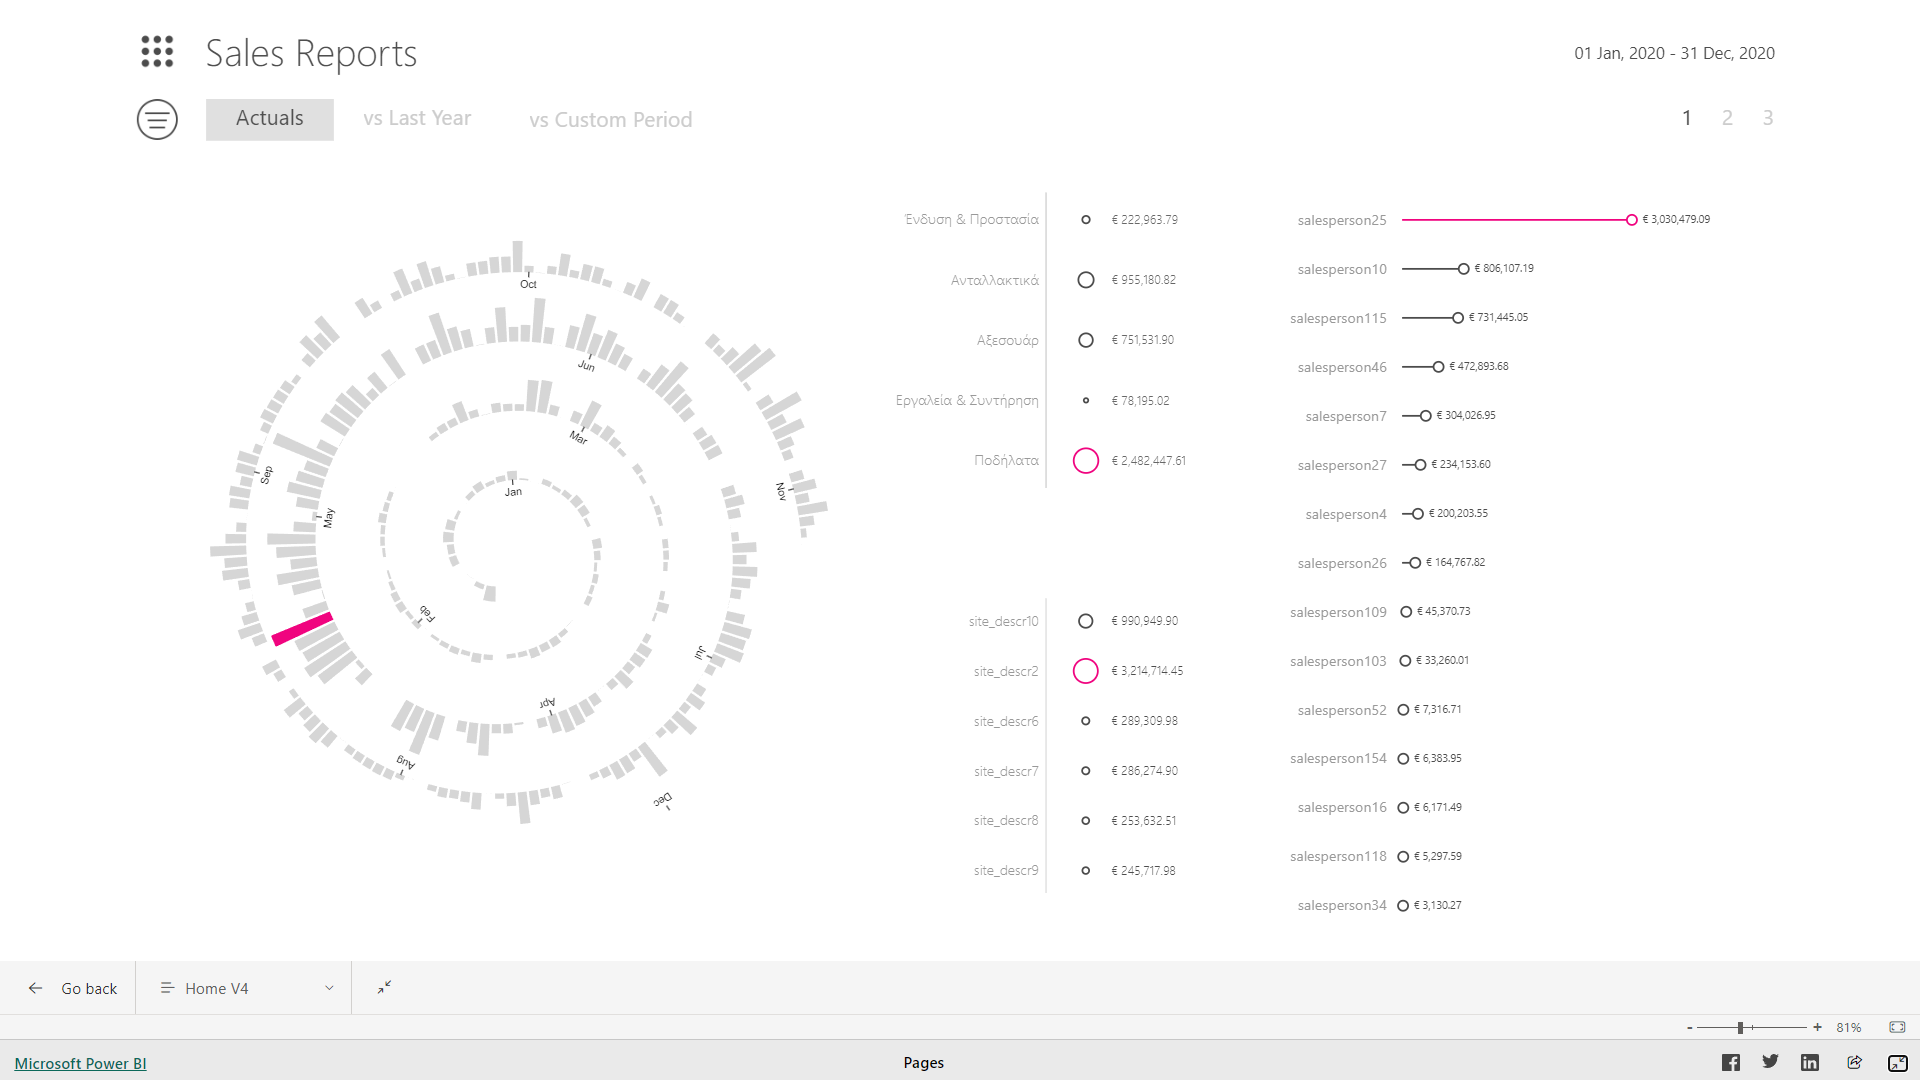 Sales Reports
01 Jan, 2020 - 31 Dec, 2020
Actuals
vs Last Year
vs Custom Period
1 2 3
Jan
Feb
Mar
Apr
May
Jun
Jul
Aug
Sep
Oct
Nov
Dec
Ένδυση & Προστασία € 222,963.79
Ανταλλακτικά € 955,180.82
Αξεσουάρ € 751,531.90
Εργαλεία & Συντήρηση € 78,195.02
Ποδήλατα € 2,482,447.61
site_descr10 € 990,949.90
site_descr2 € 3,214,714.45
site_descr6 € 289,309.98
site_descr7 € 286,274.90
site_descr8 € 253,632.51
site_descr9 € 245,717.98
salesperson25 € 3,030,479.09
salesperson10 € 806,107.19
salesperson115 € 731,445.05
salesperson46 € 472,893.68
salesperson7 € 304,026.95
salesperson27 € 234,153.60
salesperson4 € 200,203.55
salesperson26 € 164,767.82
salesperson109 € 45,370.73
salesperson103 € 33,260.01
salesperson52 € 7,316.71
salesperson154 € 6,383.95
salesperson16 € 6,171.49
salesperson118 € 5,297.59
salesperson34 € 3,130.27
Go back
Home V4
- + 81%
Microsoft Power BI
Pages